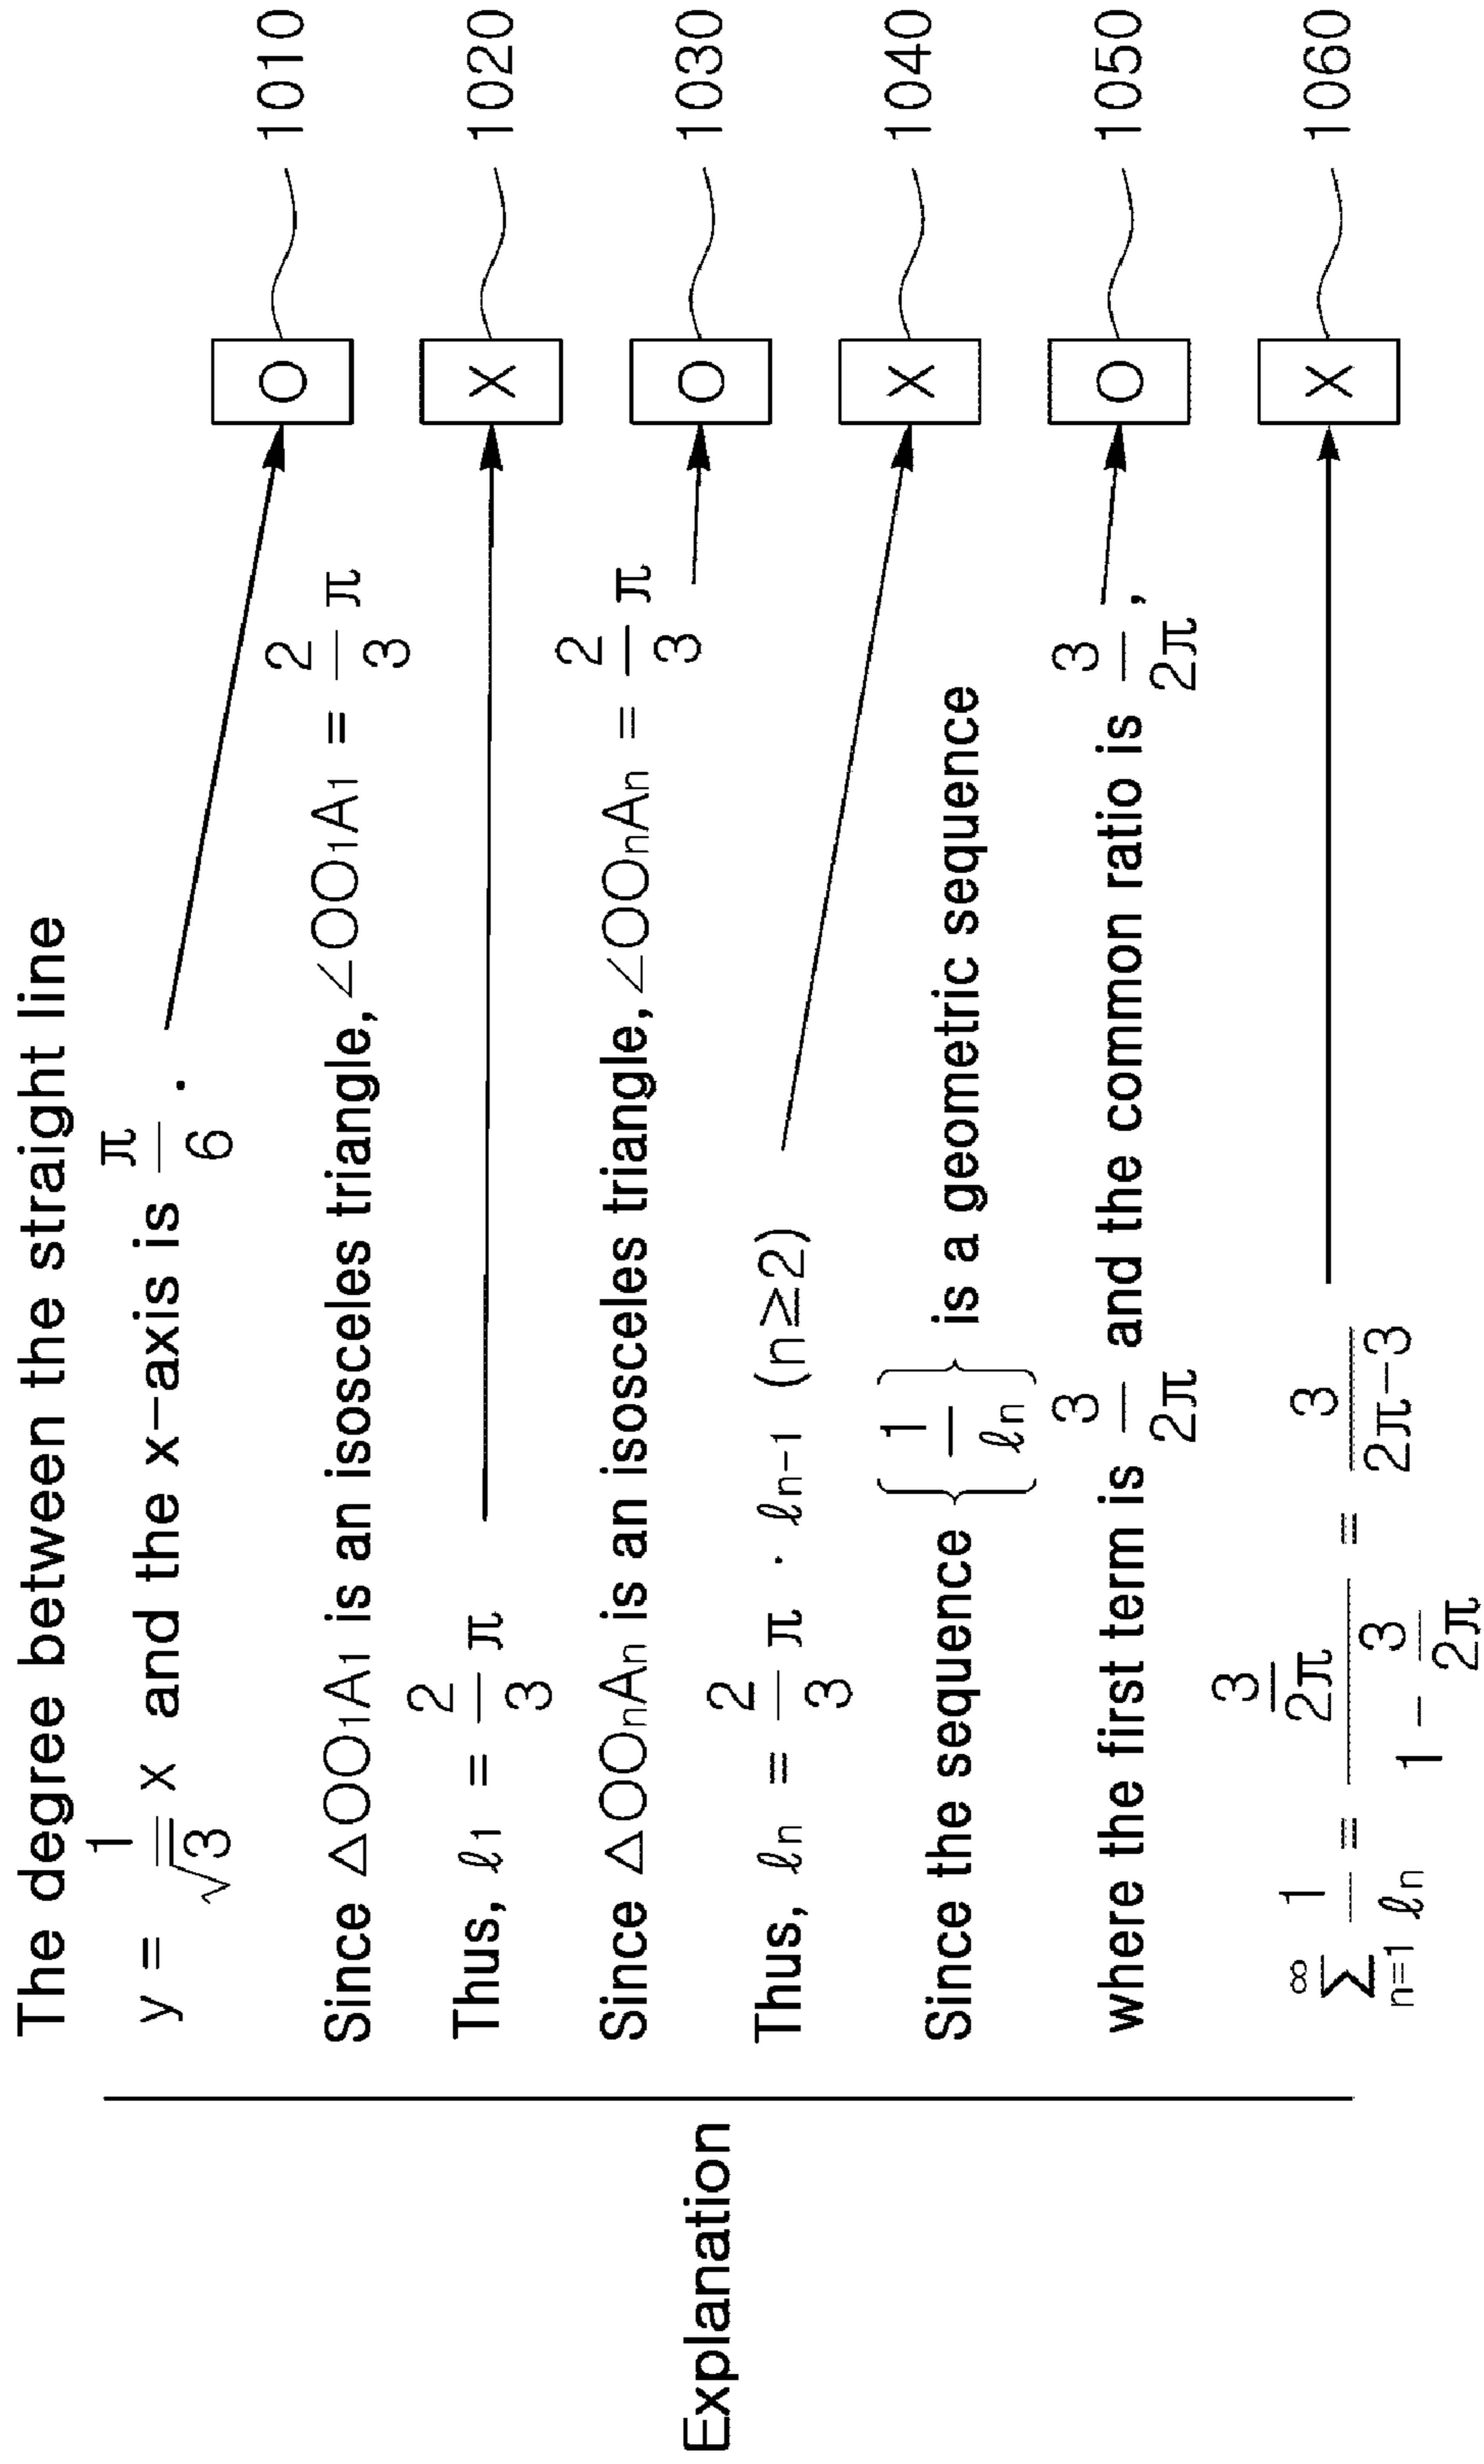 Explanation
The degree between the straight line
y = 1/√3 x and the x-axis is π/6 .
O 1010
Since △OO₁A₁ is an isosceles triangle, ∠OO₁A₁ = 2/3 π
Thus, ℓ₁ = 2/3 π
X 1020
Since △OOₙAₙ is an isosceles triangle, ∠OOₙAₙ = 2/3 π
O 1030
Thus, ℓₙ = 2/3 π · ℓₙ₋₁ (n≥2)
X 1040
Since the sequence {1/ℓₙ} is a geometric sequence
where the first term is 3/2π and the common ratio is 3/2π ,
O 1050
∞ Σ n=1 1/ℓₙ = (3/2π)/(1 - 3/2π) = 3/(2π-3)
X 1060